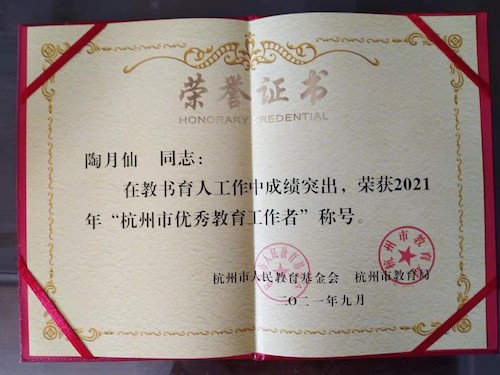 荣誉证书
HONORARY CREDENTIAL
陶月仙 同志：
在教书育人工作中成绩突出，荣获2021
年“杭州市优秀教育工作者”称号。
杭州市人民教育基金会 杭州市教育局
二〇二一年九月